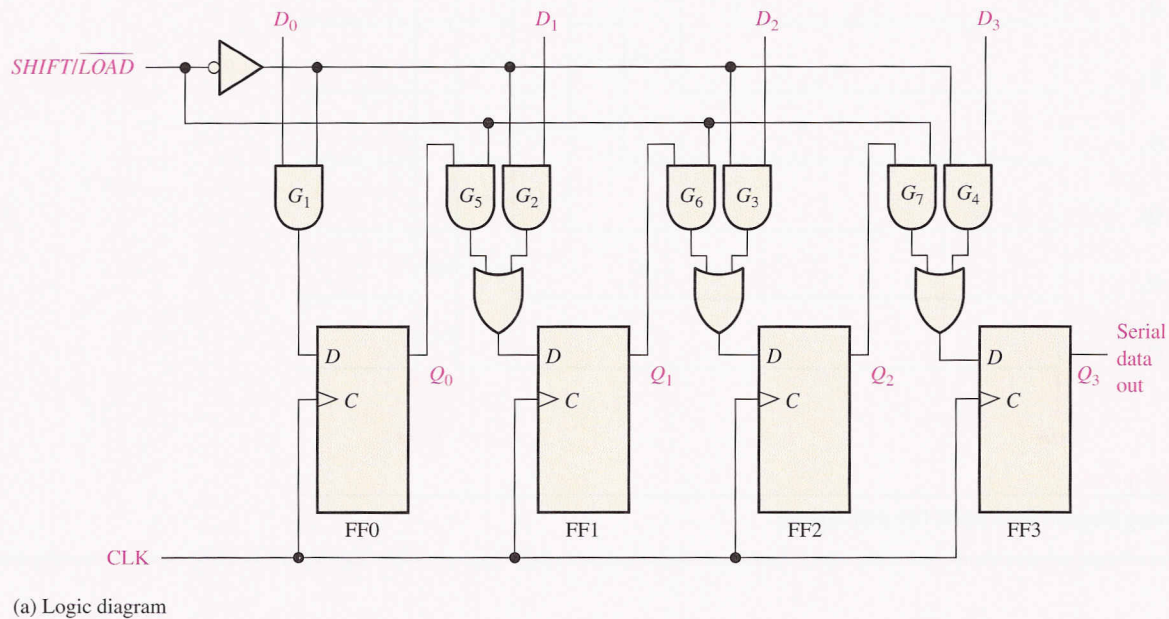 D0 D1 D2 D3
SHIFT/LOAD
G1 G5 G2 G6 G3 G7 G4
D D D D
Q0 Q1 Q2 Q3
Serial
data
out
C C C C
FF0 FF1 FF2 FF3
CLK
(a) Logic diagram